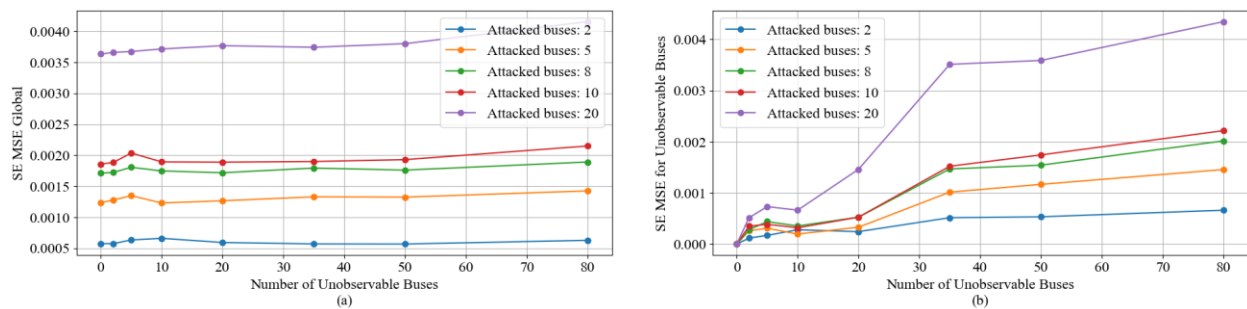 0.0040
0.0035
0.0030
0.0025
0.0020
0.0015
0.0010
0.0005
SE MSE Global
Attacked buses: 2
Attacked buses: 5
Attacked buses: 8
Attacked buses: 10
Attacked buses: 20
0 10 20 30 40 50 60 70 80
Number of Unobservable Buses
(a)
0.004
0.003
0.002
0.001
0.000
SE MSE for Unobservable Buses
Attacked buses: 2
Attacked buses: 5
Attacked buses: 8
Attacked buses: 10
Attacked buses: 20
0 10 20 30 40 50 60 70 80
Number of Unobservable Buses
(b)